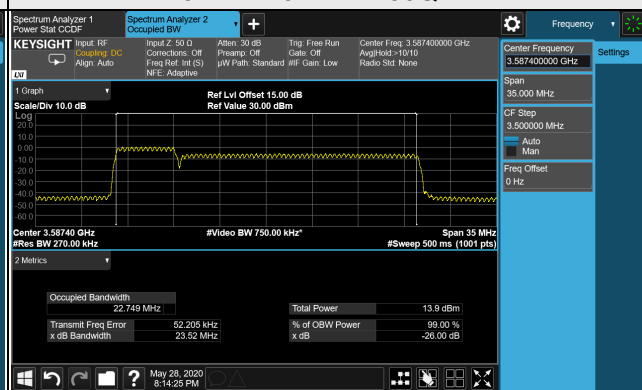 Spectrum Analyzer 1
Power Stat CCDF
Spectrum Analyzer 2
Occupied BW
+
Frequency
KEYSIGHT
Input: RF
Coupling: DC
Align: Auto
Input Z: 50 Ω
Corrections: Off
Freq Ref: Int (S)
NFE: Adaptive
Atten: 30 dB
Preamp: Off
µW Path: Standard
Trig: Free Run
Gate: Off
#IF Gain: Low
Center Freq: 3.587400000 GHz
Avg|Hold:>10/10
Radio Std: None
LXI
Center Frequency
3.587400000 GHz
Settings
Span
35.000 MHz
CF Step
3.500000 MHz
Auto
Man
Freq Offset
0 Hz
1 Graph
Scale/Div 10.0 dB
Ref Lvl Offset 15.00 dB
Ref Value 30.00 dBm
Log
20.0
10.0
0.00
-10.0
-20.0
-30.0
-40.0
-50.0
-60.0
Center 3.58740 GHz
#Res BW 270.00 kHz
#Video BW 750.00 kHz*
Span 35 MHz
#Sweep 500 ms (1001 pts)
2 Metrics
Occupied Bandwidth
22.749 MHz
Total Power 13.9 dBm
Transmit Freq Error 52.205 kHz
% of OBW Power 99.00 %
x dB Bandwidth 23.52 MHz
x dB -26.00 dB
?
May 28, 2020
8:14:25 PM